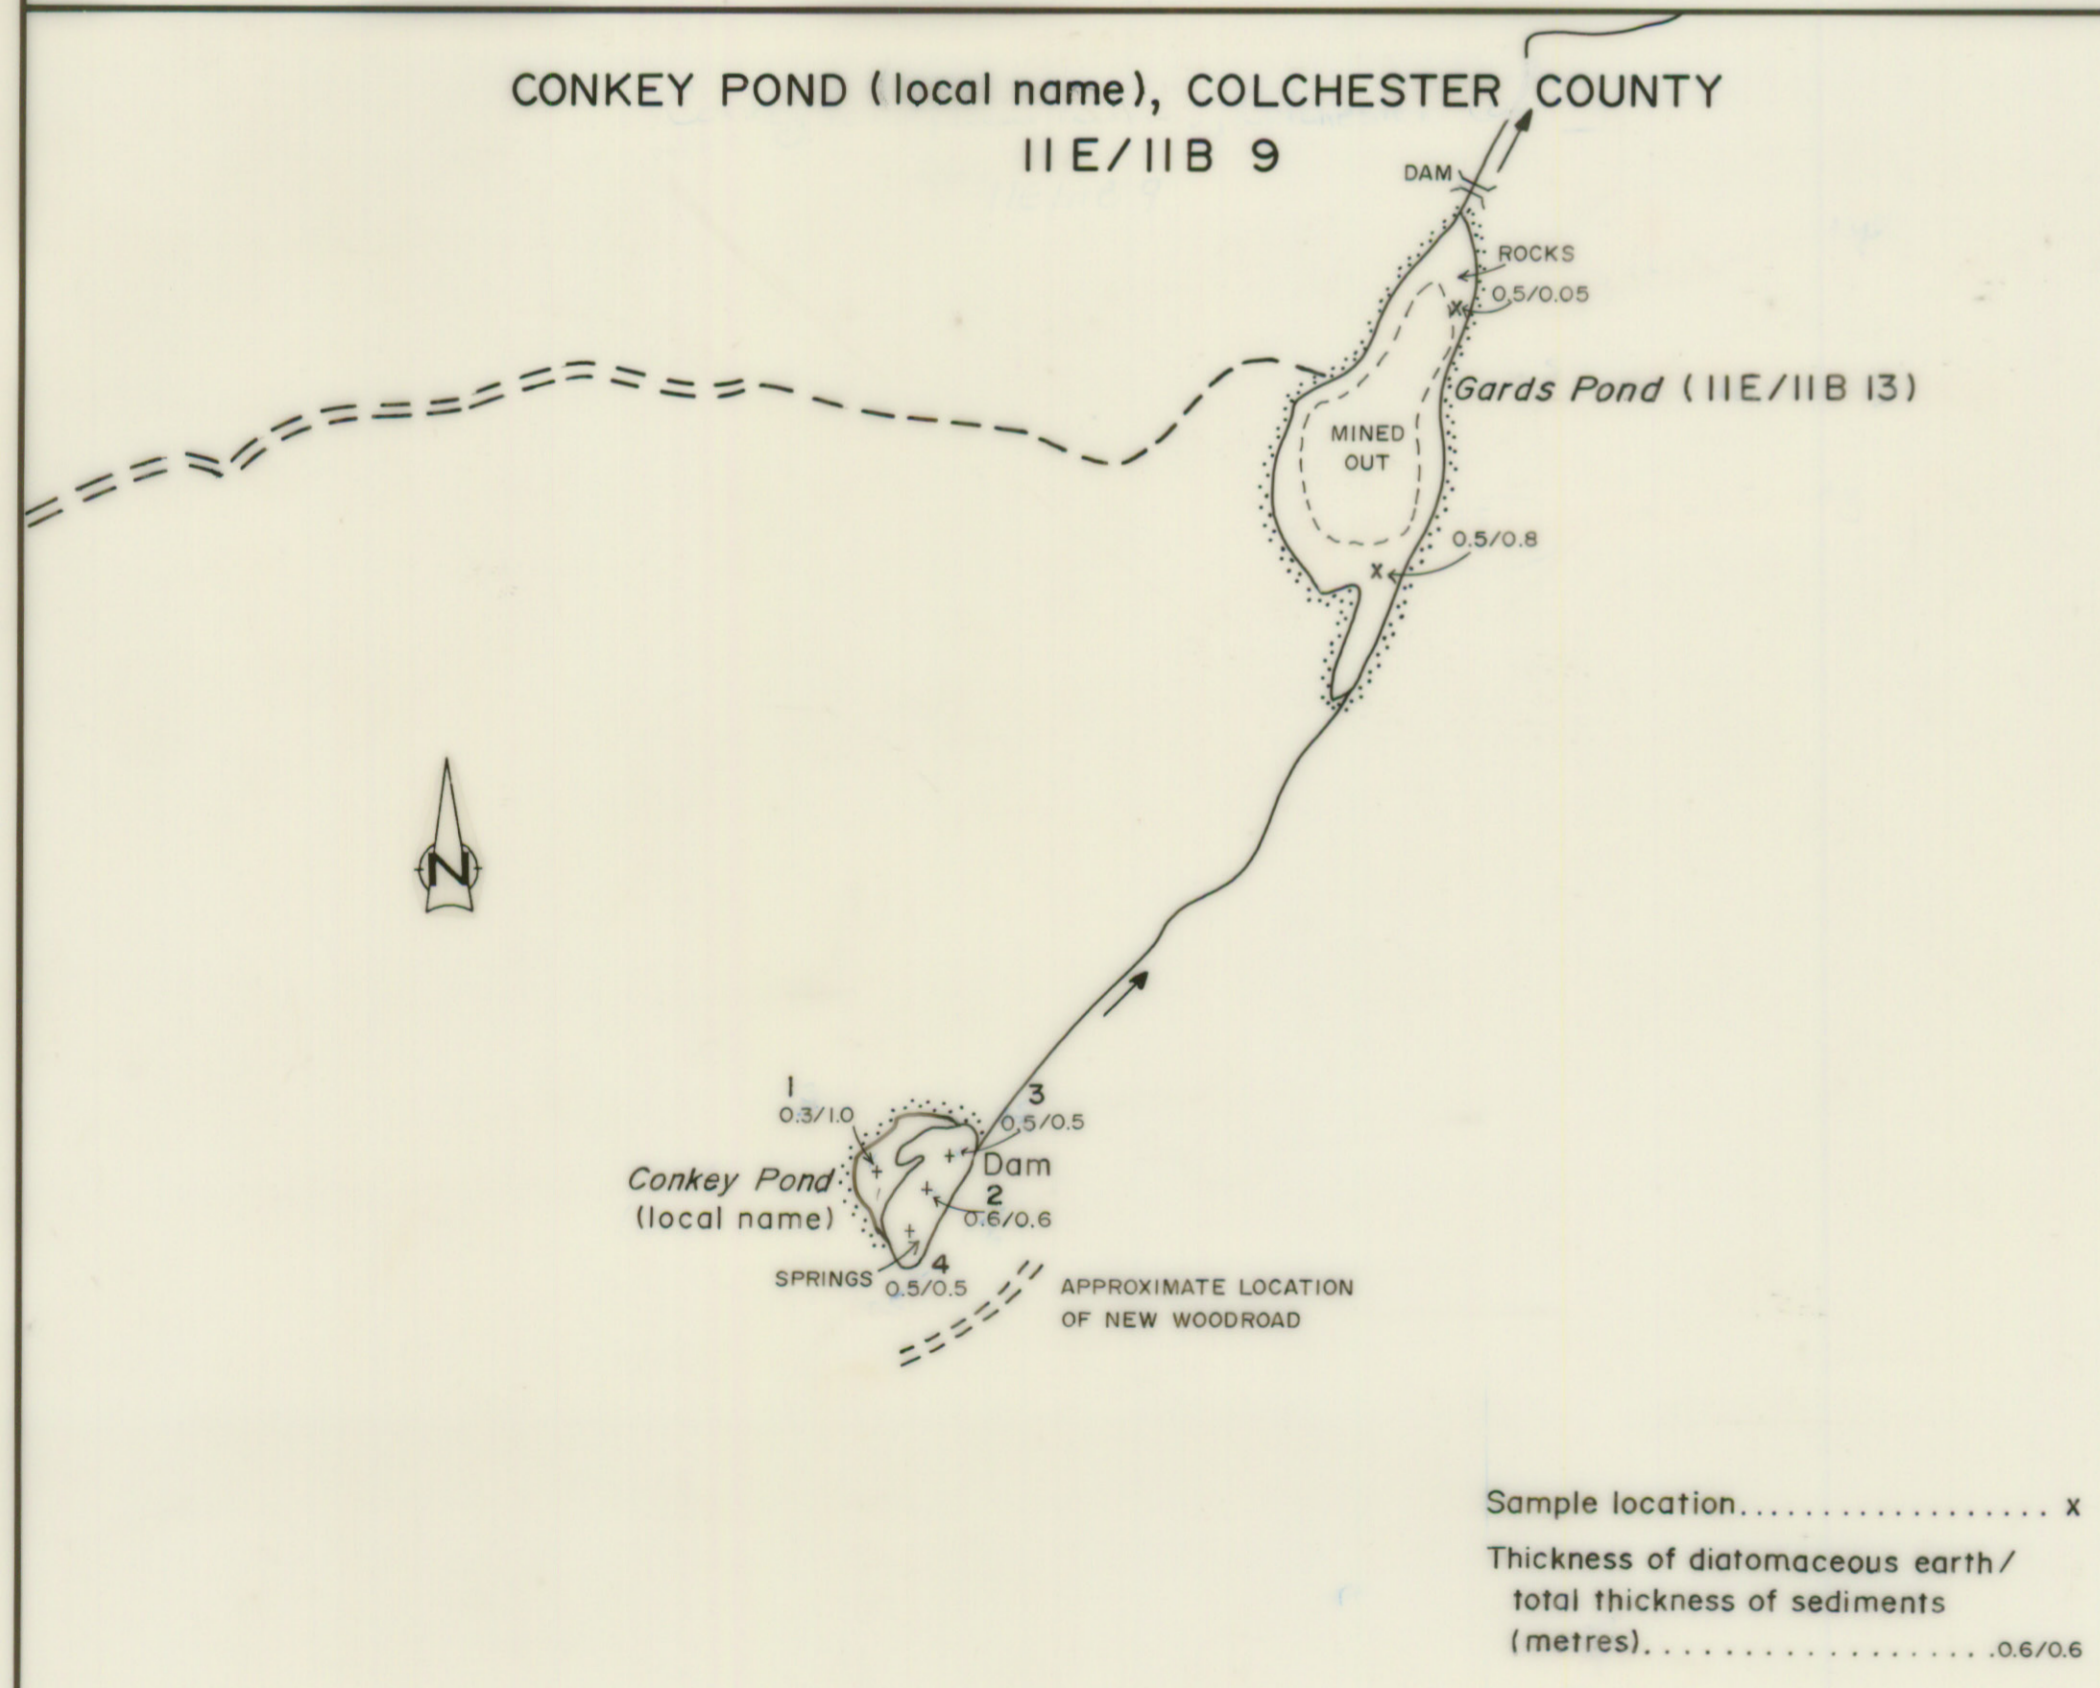 CONKEY POND (local name), COLCHESTER COUNTY
11E/11B 9
DAM
ROCKS
0.5/0.05
Gards Pond (11E/11B 13)
MINED
OUT
0.5/0.8
x
x
N
1
0.3/1.0
3
0.5/0.5
Conkey Pond
(local name)
Dam
2
0.6/0.6
SPRINGS
4
0.5/0.5
APPROXIMATE LOCATION
OF NEW WOODROAD
Sample location.................. x
Thickness of diatomaceous earth/
total thickness of sediments
(metres)..................0.6/0.6